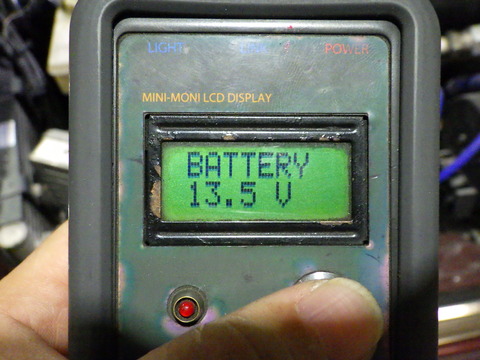 LIGHT POWER
MINI-MONI LCD DISPLAY
BATTERY
13.5 V